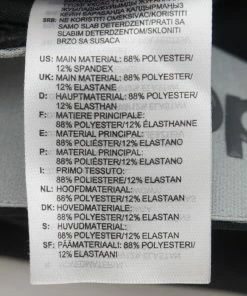 SRB: NE KORISTITI OMEKSIVAC/KORISTITI
SAMO SLAB DETERDZENT/PRATI SA
SLABIM DETERDZENTOM/SKLONITI
BRZO SA SUSACA
US: MAIN MATERIAL: 88% POLYESTER/
12% SPANDEX
UK: MAIN MATERIAL: 88% POLYESTER/
12% ELASTANE
D: HAUPTMATERIAL: 88% POLYESTER/
12% ELASTHAN
F: MATIERE PRINCIPALE:
88% POLYESTER/12% ÉLASTHANNE
E: MATERIAL PRINCIPAL:
88% POLIÉSTER/12% ELASTANO
P: MATERIAL PRINCIPAL:
88% POLIÉSTER/12% ELASTANO
I: PRIMO TESSUTO:
88% POLIESTERE/12% ELASTAN
NL: HOOFDMATERIAAL:
88% POLYESTER/12% ELASTAAN
DK: HOVEDMATERIALE:
88% POLYESTER/12% ELASTAN
S: HUVUDMATERIAL:
88% POLYESTER/12% ELASTAN
SF: PÄÄMATERIAALI: 88% POLYESTERI/
12% ELASTAANI